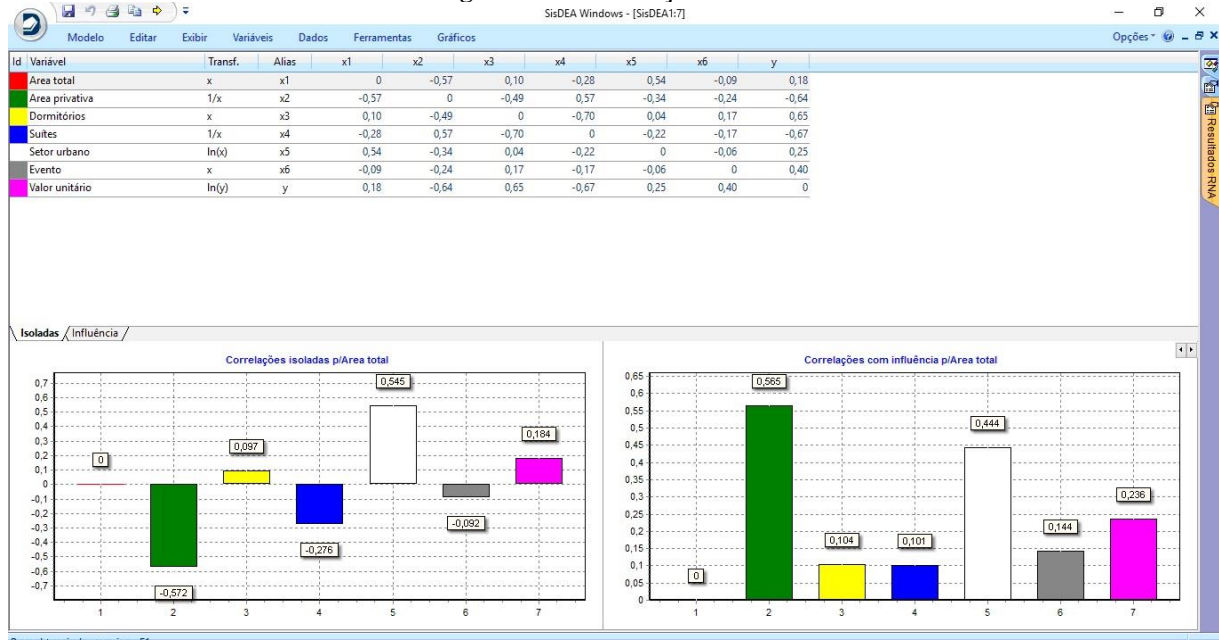 SisDEA Windows - [SisDEA1:7]
Modelo Editar Exibir Variáveis Dados Ferramentas Gráficos Opções
Id Variável Transf. Alias x1 x2 x3 x4 x5 x6 y
Area total x x1 0 -0,57 0,10 -0,28 0,54 -0,09 0,18
Area privativa 1/x x2 -0,57 0 -0,49 0,57 -0,34 -0,24 -0,64
Dormitórios x x3 0,10 -0,49 0 -0,70 0,04 0,17 0,65
Suítes 1/x x4 -0,28 0,57 -0,70 0 -0,22 -0,17 -0,67
Setor urbano ln(x) x5 0,54 -0,34 0,04 -0,22 0 -0,06 0,25
Evento x x6 -0,09 -0,24 0,17 -0,17 -0,06 0 0,40
Valor unitário ln(y) y 0,18 -0,64 0,65 -0,67 0,25 0,40 0
Resultados RNA
Isoladas Influência
Correlações isoladas p/Area total
0,7
0,6
0,5
0,4
0,3
0,2
0,1
0
-0,1
-0,2
-0,3
-0,4
-0,5
-0,6
-0,7
0
-0,572
0,097
-0,276
0,545
-0,092
0,184
1 2 3 4 5 6 7
Correlações com influência p/Area total
0,65
0,6
0,55
0,5
0,45
0,4
0,35
0,3
0,25
0,2
0,15
0,1
0,05
0
0
0,565
0,104
0,101
0,444
0,144
0,236
1 2 3 4 5 6 7